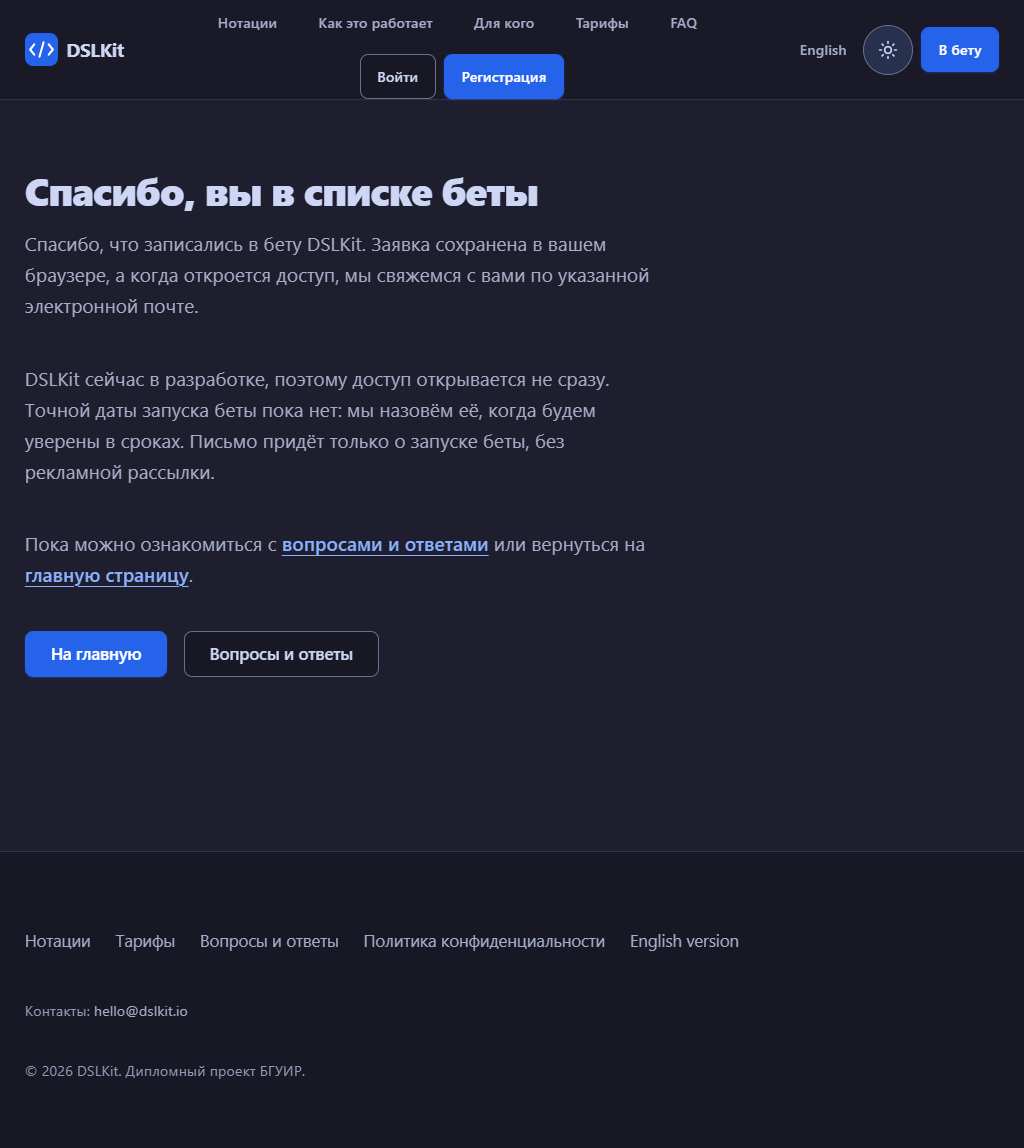 DSLKit
Нотации
Как это работает
Для кого
Тарифы
FAQ
Войти
Регистрация
English
В бету
Спасибо, вы в списке беты
Спасибо, что записались в бету DSLKit. Заявка сохранена в вашем
браузере, а когда откроется доступ, мы свяжемся с вами по указанной
электронной почте.
DSLKit сейчас в разработке, поэтому доступ открывается не сразу.
Точной даты запуска беты пока нет: мы назовём её, когда будем
уверены в сроках. Письмо придёт только о запуске беты, без
рекламной рассылки.
Пока можно ознакомиться с вопросами и ответами или вернуться на
главную страницу.
На главную
Вопросы и ответы
Нотации
Тарифы
Вопросы и ответы
Политика конфиденциальности
English version
Контакты: hello@dslkit.io
© 2026 DSLKit. Дипломный проект БГУИР.